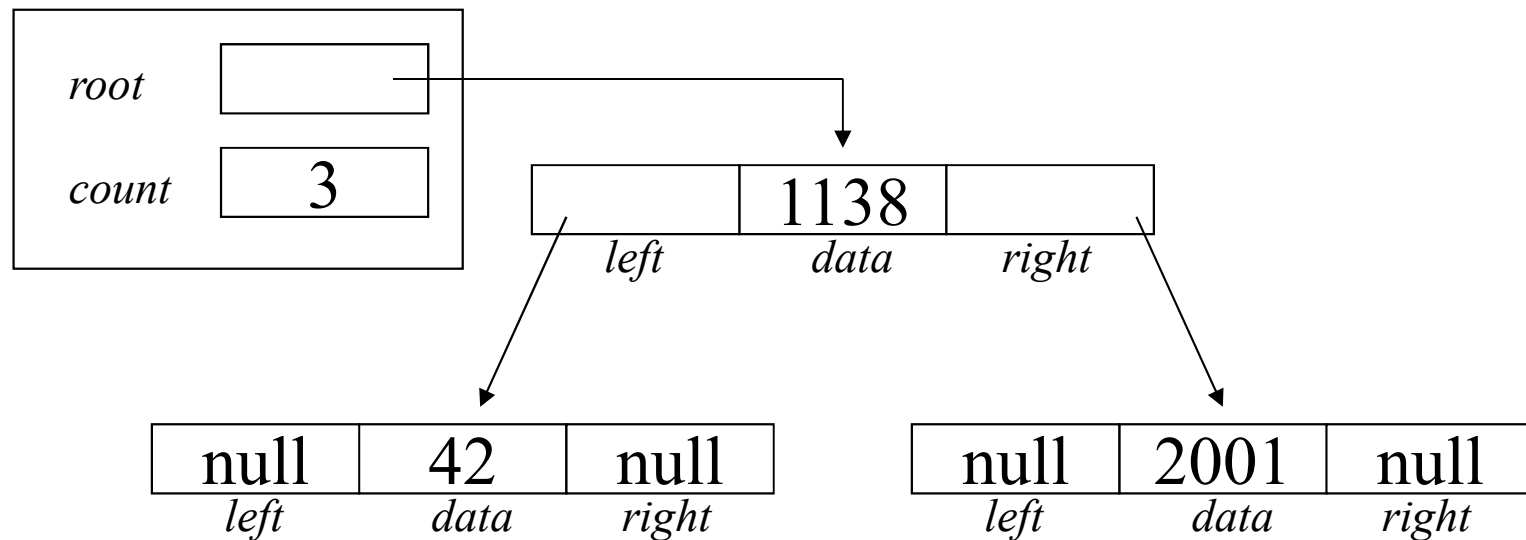 root
count 3
1138
left data right
null 42 null
left data right
null 2001 null
left data right